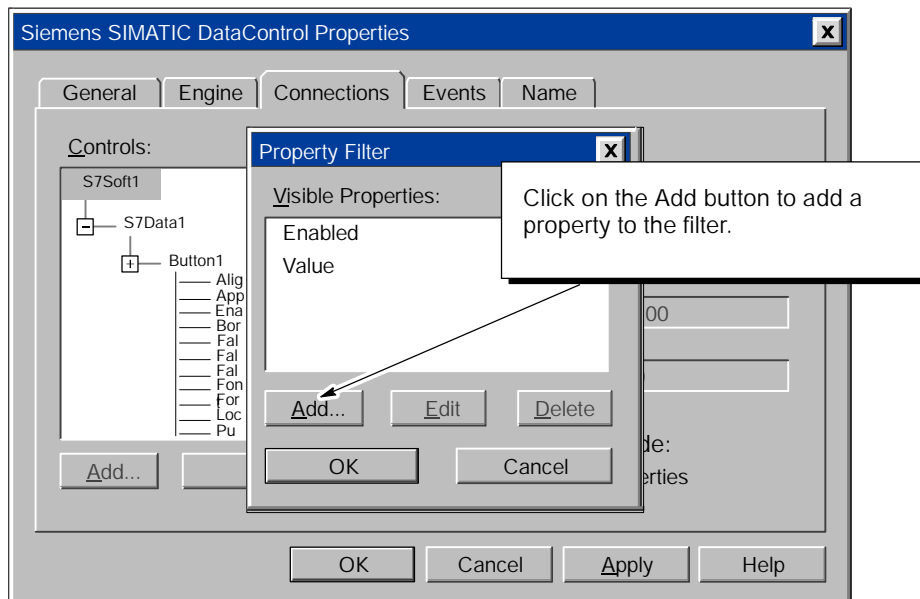 Siemens SIMATIC DataControl Properties
General Engine Connections Events Name
Controls:
S7Soft1
S7Data1
Button1
Alig
App
Ena
Bor
Fal
Fal
Fal
Fon
For
Loc
Pu
Add...
Property Filter
Visible Properties:
Enabled
Value
Add... Edit Delete
OK Cancel
Click on the Add button to add a
property to the filter.
00
de:
erties
OK Cancel Apply Help